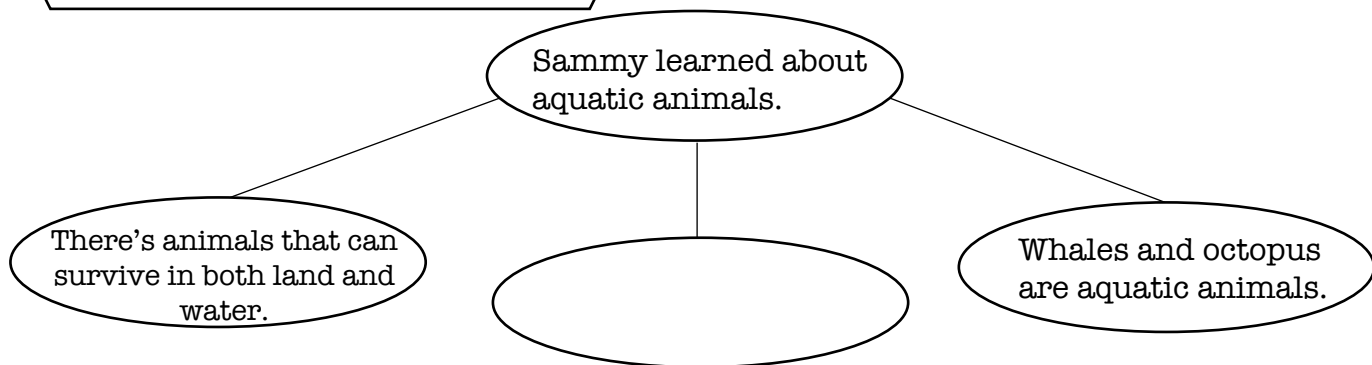 Sammy learned about
aquatic animals.
There’s animals that can
survive in both land and
water.
Whales and octopus
are aquatic animals.